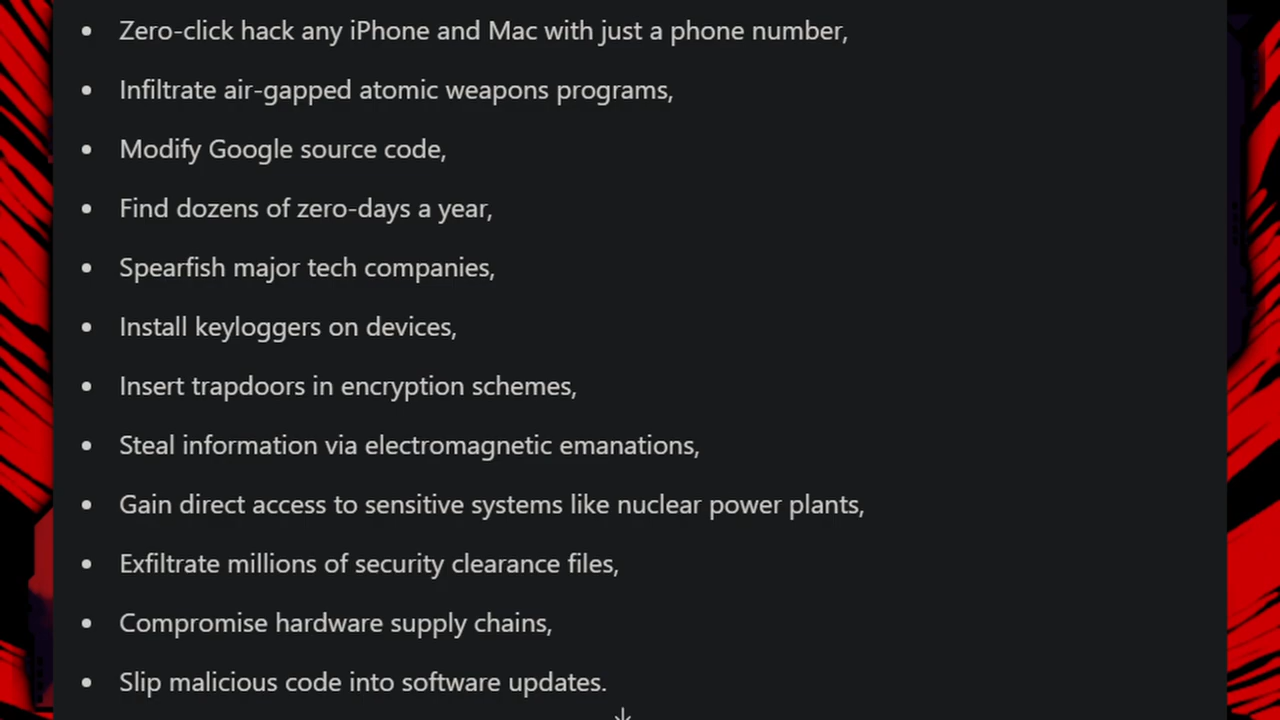 • Zero-click hack any iPhone and Mac with just a phone number,
• Infiltrate air-gapped atomic weapons programs,
• Modify Google source code,
• Find dozens of zero-days a year,
• Spearfish major tech companies,
• Install keyloggers on devices,
• Insert trapdoors in encryption schemes,
• Steal information via electromagnetic emanations,
• Gain direct access to sensitive systems like nuclear power plants,
• Exfiltrate millions of security clearance files,
• Compromise hardware supply chains,
• Slip malicious code into software updates.